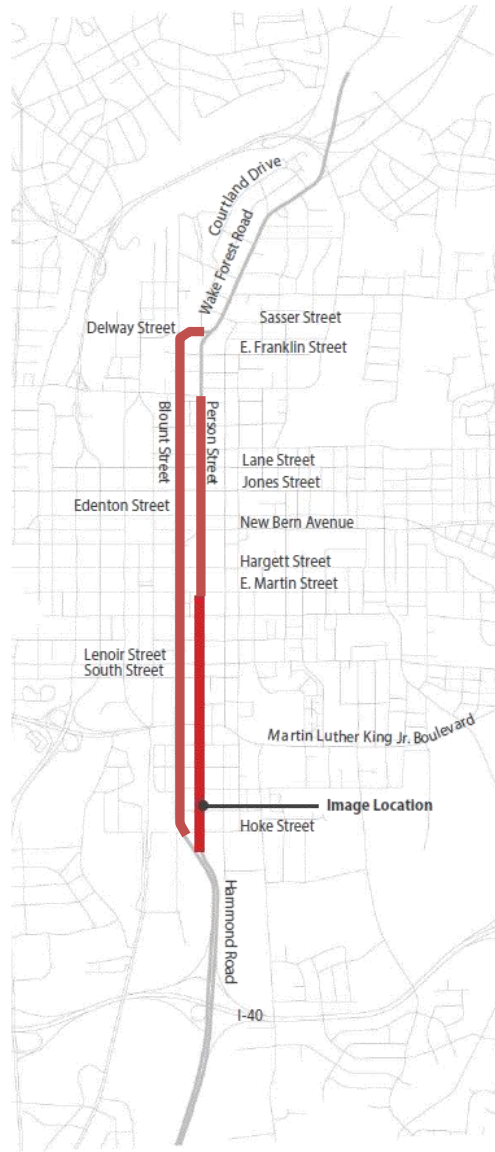 Courtland Drive
Wake Forest Road
Sasser Street
Delway Street
E. Franklin Street
Blount Street
Person Street
Lane Street
Jones Street
Edenton Street
New Bern Avenue
Hargett Street
E. Martin Street
Lenoir Street
South Street
Martin Luther King Jr. Boulevard
Image Location
Hoke Street
Hammond Road
I-40